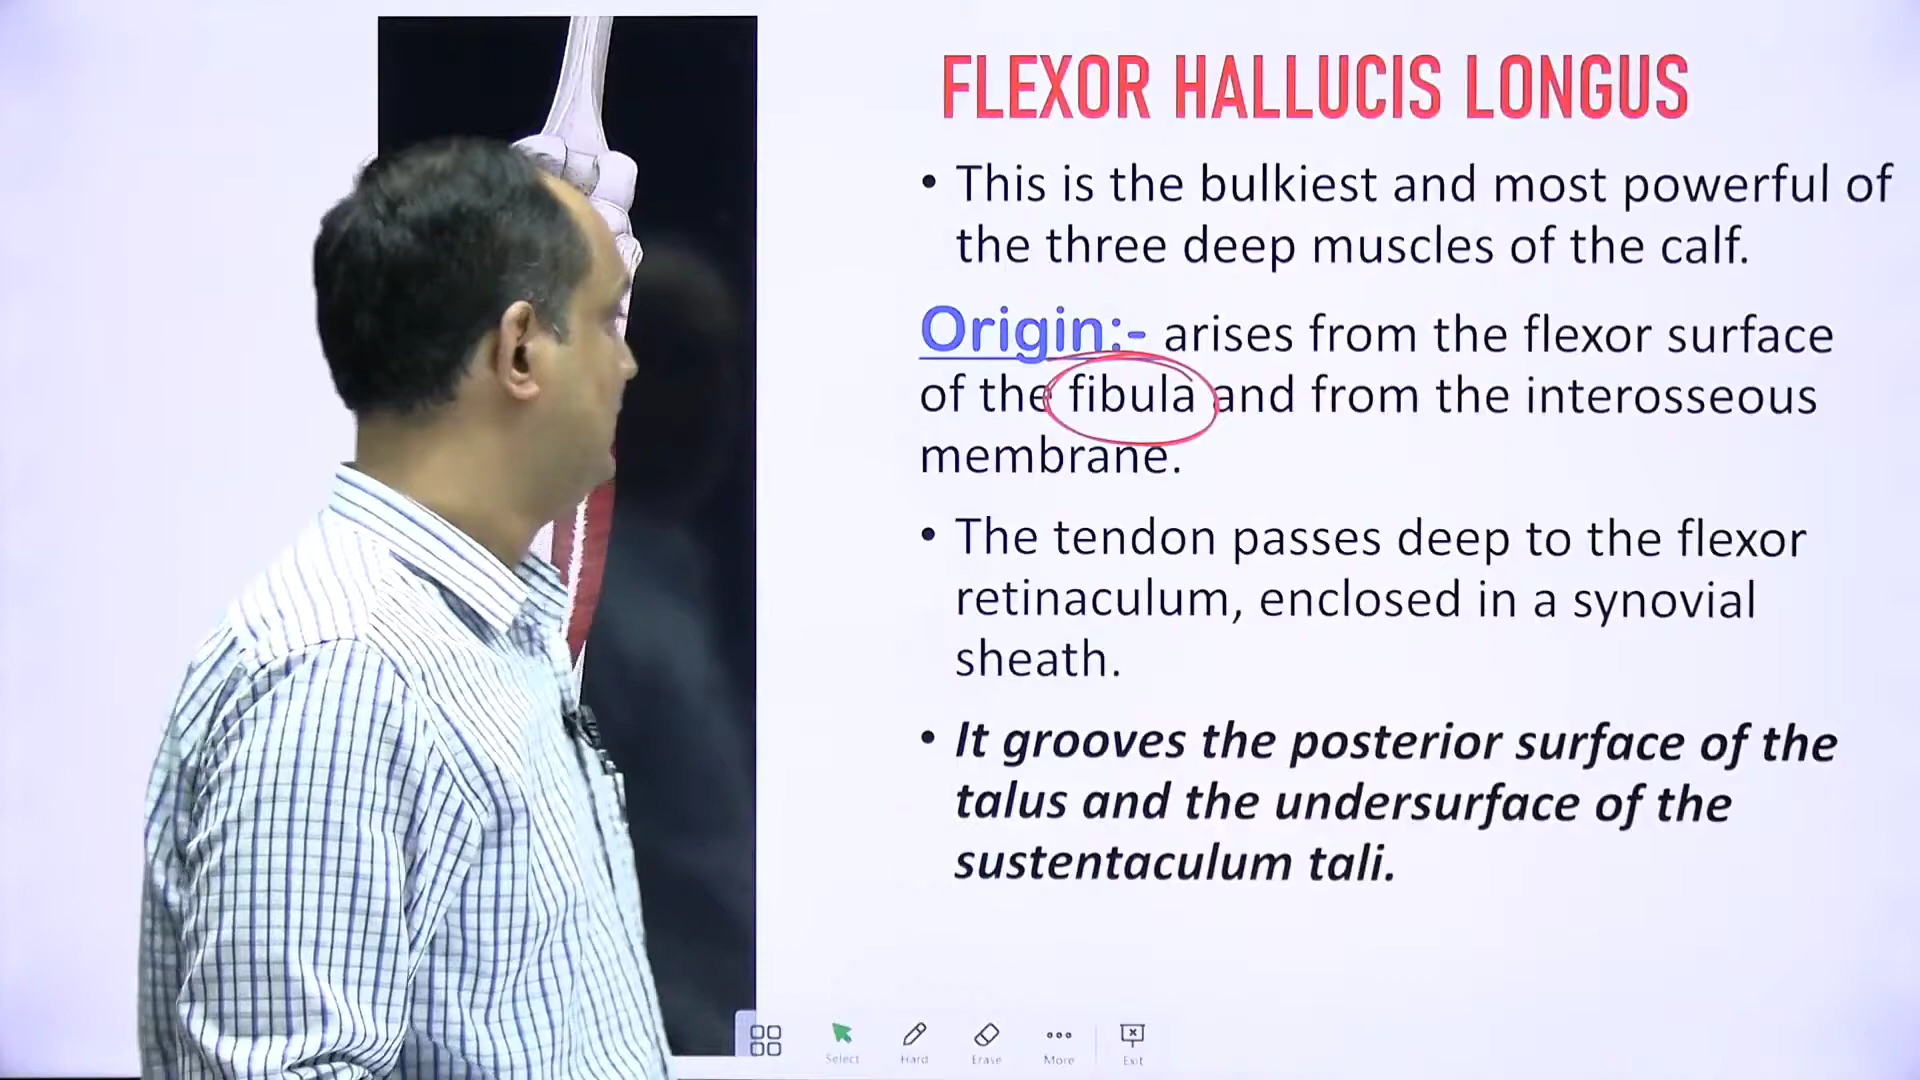 FLEXOR HALLUCIS LONGUS
• This is the bulkiest and most powerful of
the three deep muscles of the calf.
Origin:- arises from the flexor surface
of the fibula and from the interosseous
membrane.
• The tendon passes deep to the flexor
retinaculum, enclosed in a synovial
sheath.
• It grooves the posterior surface of the
talus and the undersurface of the
sustentaculum tali.
Select Hard Erase More Exit